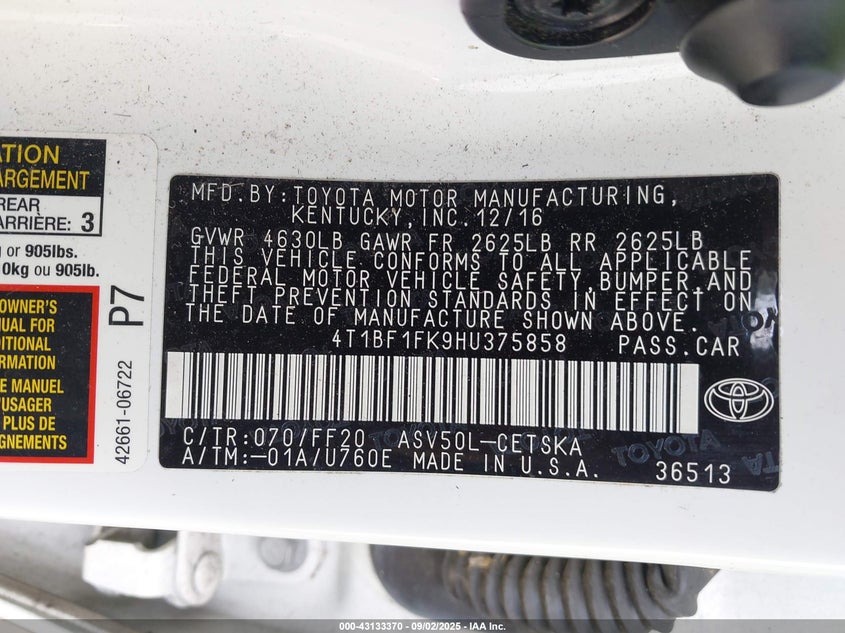 ATION
ARGEMENT
REAR
ARRIÈRE: 3
g or 905lbs.
0kg ou 905lb.
OWNER'S
UAL FOR
DITIONAL
RMATION
E MANUEL
'USAGER
PLUS DE
IGNEMENTS
P7
42661-06722
MFD.BY:TOYOTA MOTOR MANUFACTURING,
KENTUCKY,INC.12/16
GVWR 4630LB GAWR FR 2625LB RR 2625LB
THIS VEHICLE CONFORMS TO ALL APPLICABLE
FEDERAL MOTOR VEHICLE SAFETY,BUMPER,AND
THEFT PREVENTION STANDARDS IN EFFECT ON
THE DATE OF MANUFACTURE SHOWN ABOVE.
4T1BF1FK9HU375858 PASS.CAR
C/TR:070/FF20 ASV50L-CETSKA
A/TM:-01A/U760E MADE IN U.S.A. 36513
TOYOTA
000-43133370 - 09/02/2025 - IAA Inc.